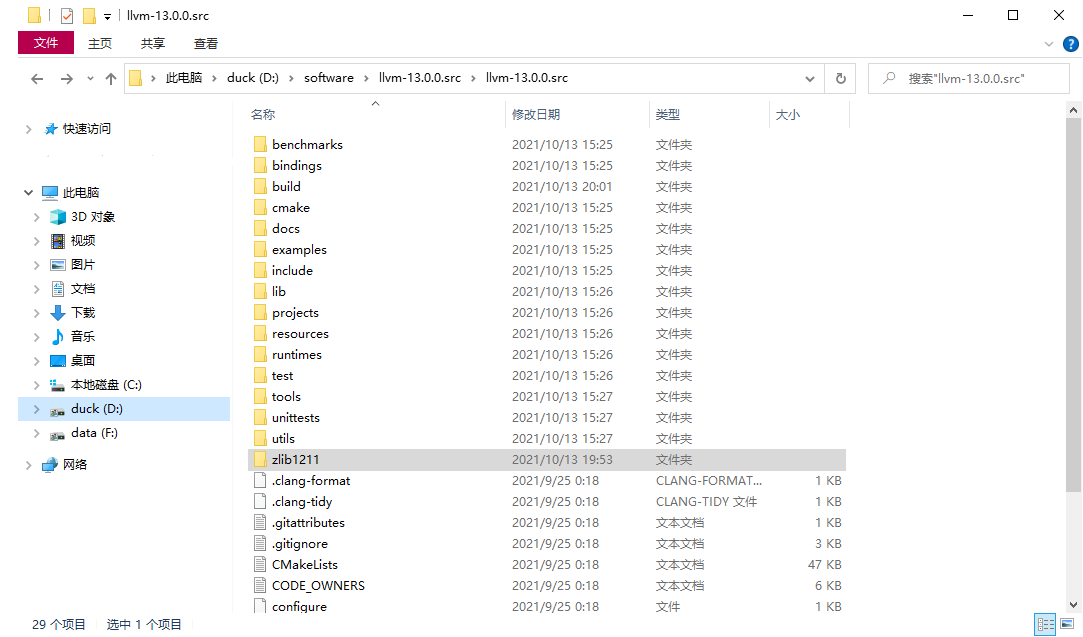 llvm-13.0.0.src
文件 主页 共享 查看
此电脑 duck (D:) software llvm-13.0.0.src llvm-13.0.0.src
搜索"llvm-13.0.0.src"
快速访问
此电脑
3D 对象
视频
图片
文档
下载
音乐
桌面
本地磁盘 (C:)
duck (D:)
data (F:)
网络
名称 修改日期 类型 大小
benchmarks 2021/10/13 15:25 文件夹
bindings 2021/10/13 15:25 文件夹
build 2021/10/13 20:01 文件夹
cmake 2021/10/13 15:25 文件夹
docs 2021/10/13 15:25 文件夹
examples 2021/10/13 15:25 文件夹
include 2021/10/13 15:25 文件夹
lib 2021/10/13 15:26 文件夹
projects 2021/10/13 15:26 文件夹
resources 2021/10/13 15:26 文件夹
runtimes 2021/10/13 15:26 文件夹
test 2021/10/13 15:26 文件夹
tools 2021/10/13 15:27 文件夹
unittests 2021/10/13 15:27 文件夹
utils 2021/10/13 15:27 文件夹
zlib1211 2021/10/13 19:53 文件夹
.clang-format 2021/9/25 0:18 CLANG-FORMAT... 1 KB
.clang-tidy 2021/9/25 0:18 CLANG-TIDY 文件 1 KB
.gitattributes 2021/9/25 0:18 文本文档 1 KB
.gitignore 2021/9/25 0:18 文本文档 3 KB
CMakeLists 2021/9/25 0:18 文本文档 47 KB
CODE_OWNERS 2021/9/25 0:18 文本文档 6 KB
configure 2021/9/25 0:18 文件 1 KB
29 个项目 选中 1 个项目